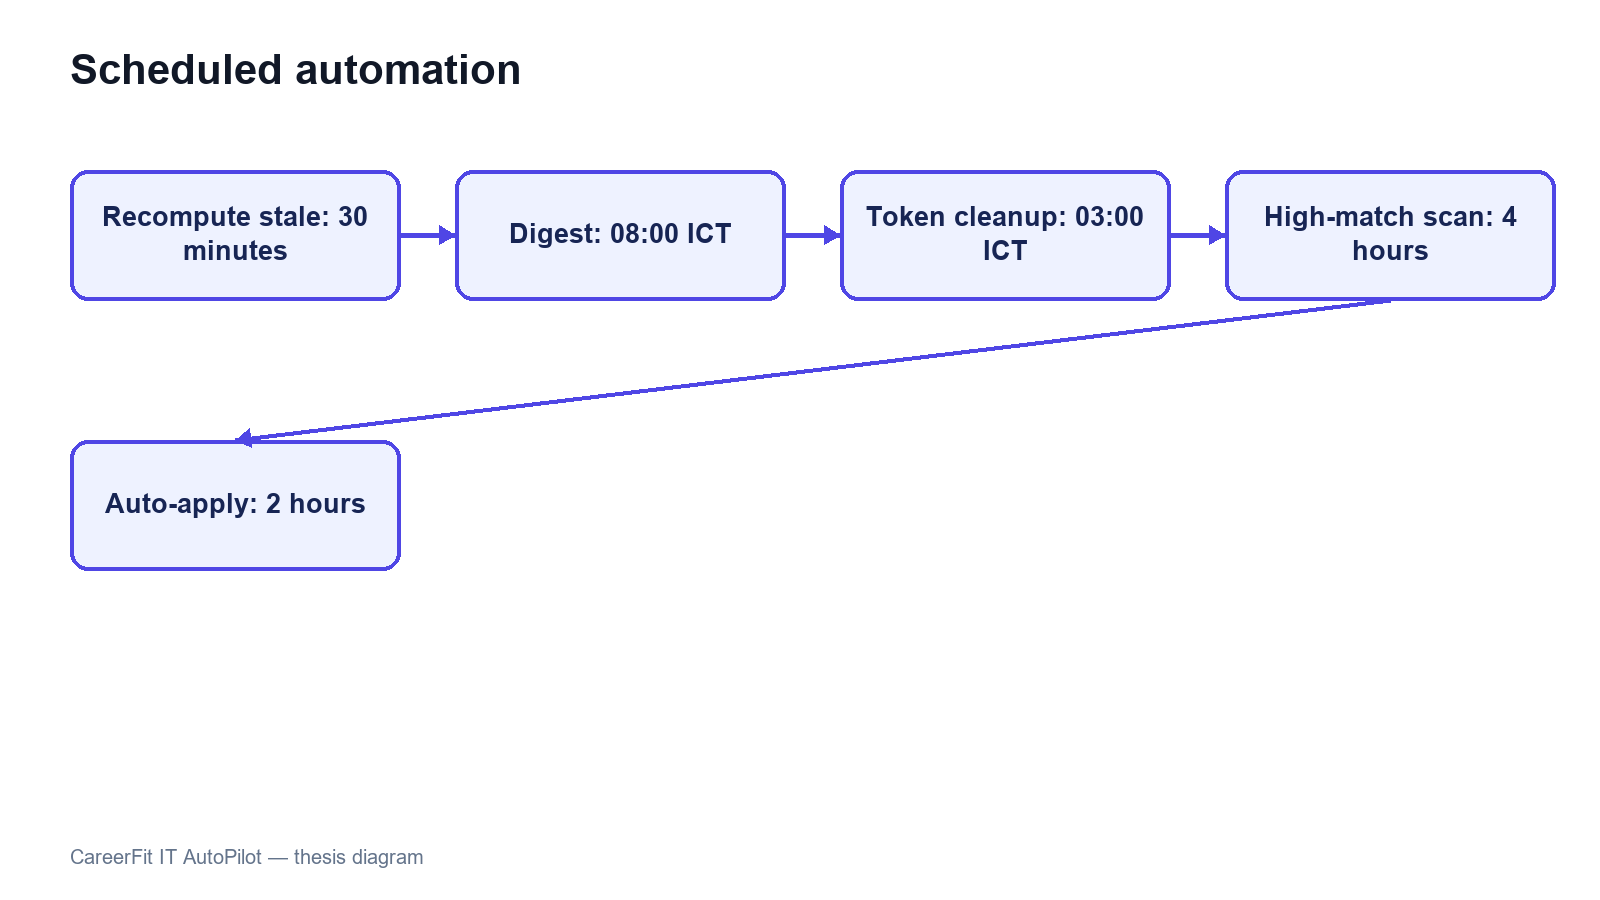 Scheduled automation
Recompute stale: 30
minutes
Digest: 08:00 ICT
Token cleanup: 03:00
ICT
High-match scan: 4
hours
Auto-apply: 2 hours
CareerFit IT AutoPilot — thesis diagram